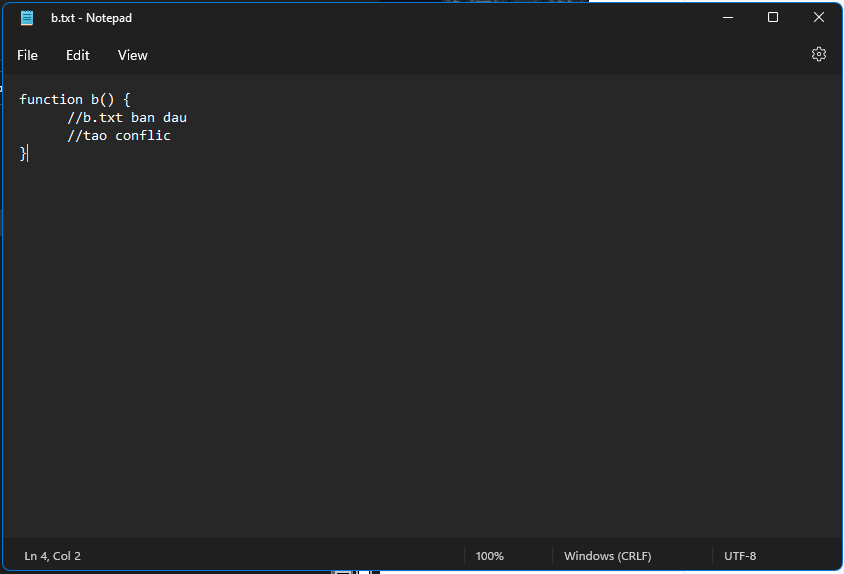 b.txt - Notepad
File Edit View
function b() {
//b.txt ban dau
//tao conflic
}
Ln 4, Col 2 100% Windows (CRLF) UTF-8